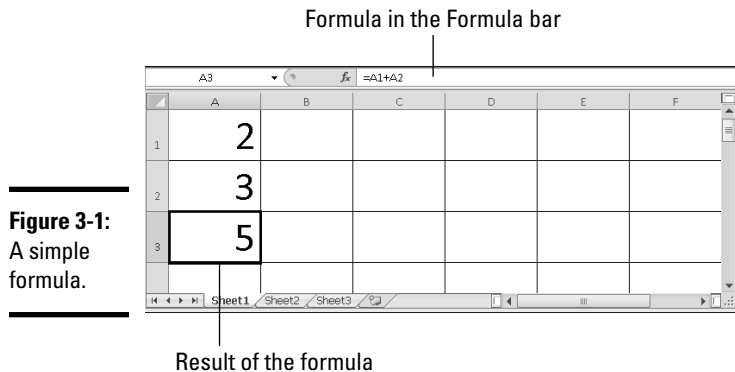 Formula in the Formula bar
A3 fx =A1+A2
A B C D E F
1 2
2 3
3 5
Figure 3-1:
A simple
formula.
Sheet1 Sheet2 Sheet3
Result of the formula